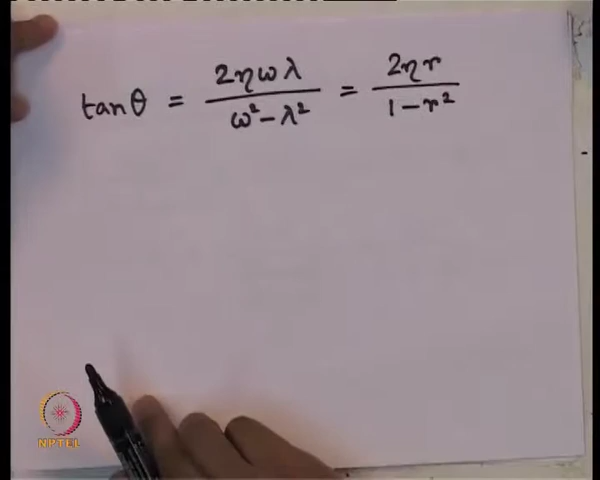 tanθ = 2ηωλ / ω² - λ² = 2ηr / 1 - r²
NPTEL